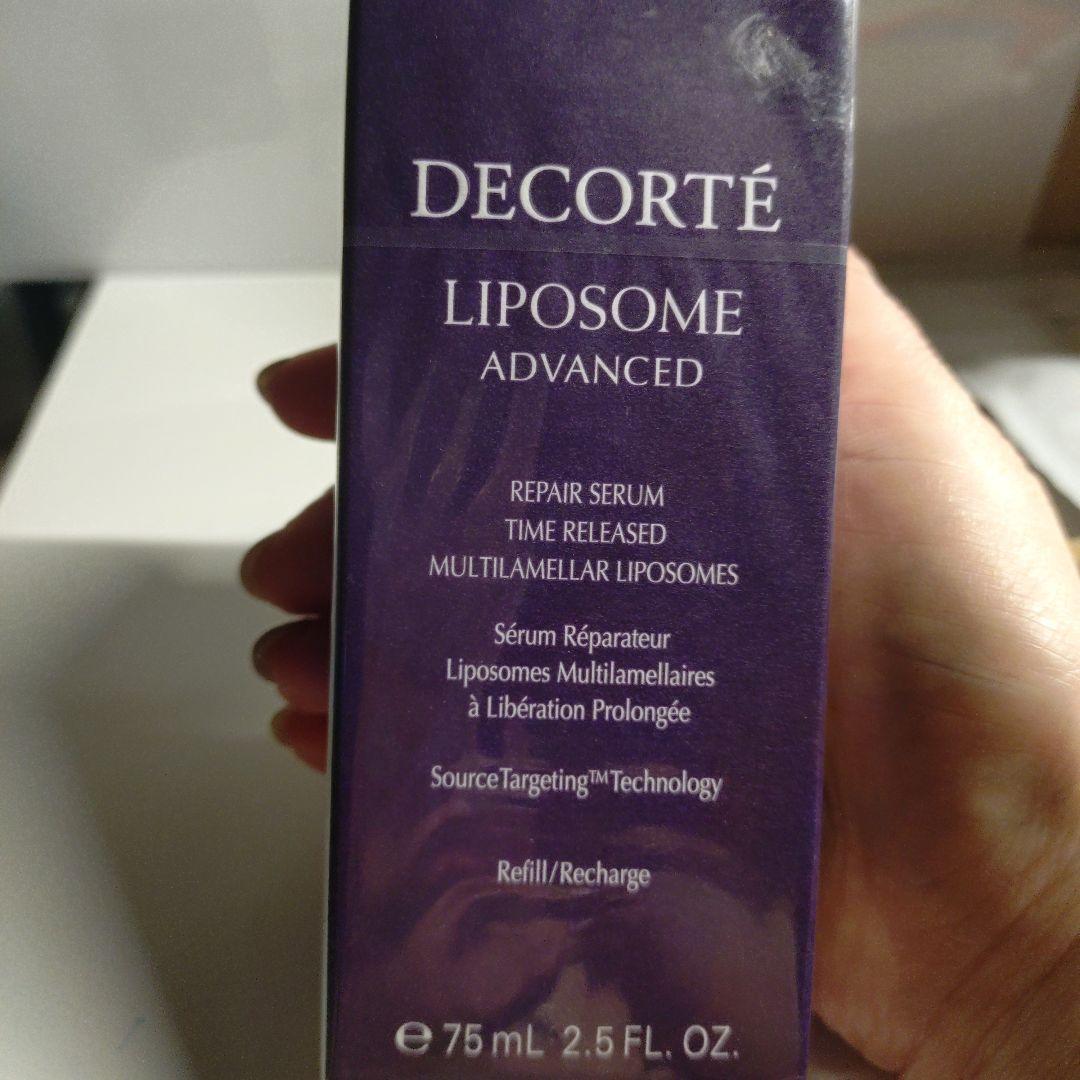 DECORTÉ
LIPOSOME
ADVANCED
REPAIR SERUM
TIME RELEASED
MULTILAMELLAR LIPOSOMES
Sérum Réparateur
Liposomes Multilamellaires
à Libération Prolongée
SourceTargeting™Technology
Refill/Recharge
℮ 75 mL 2.5 FL. OZ.